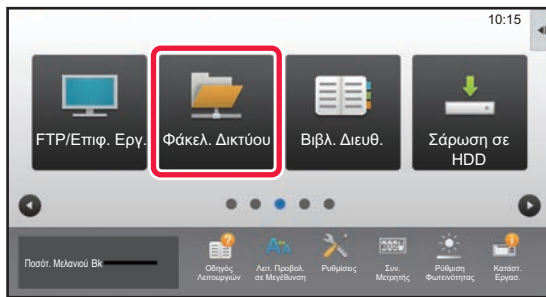 10:15
FTP/Επιφ. Εργ.
Φάκελ. Δικτύου
Βιβλ. Διευθ.
Σάρωση σε
HDD
Ποσότ. Μελανιού Bk
Οδηγός
Λειτουργιών
Λειτ. Προβολ.
σε Μεγέθυνση
Ρυθμίσεις
Συν.
Μετρητής
Ρύθμιση
Φωτεινότητας
Κατάστ.
Εργασ.